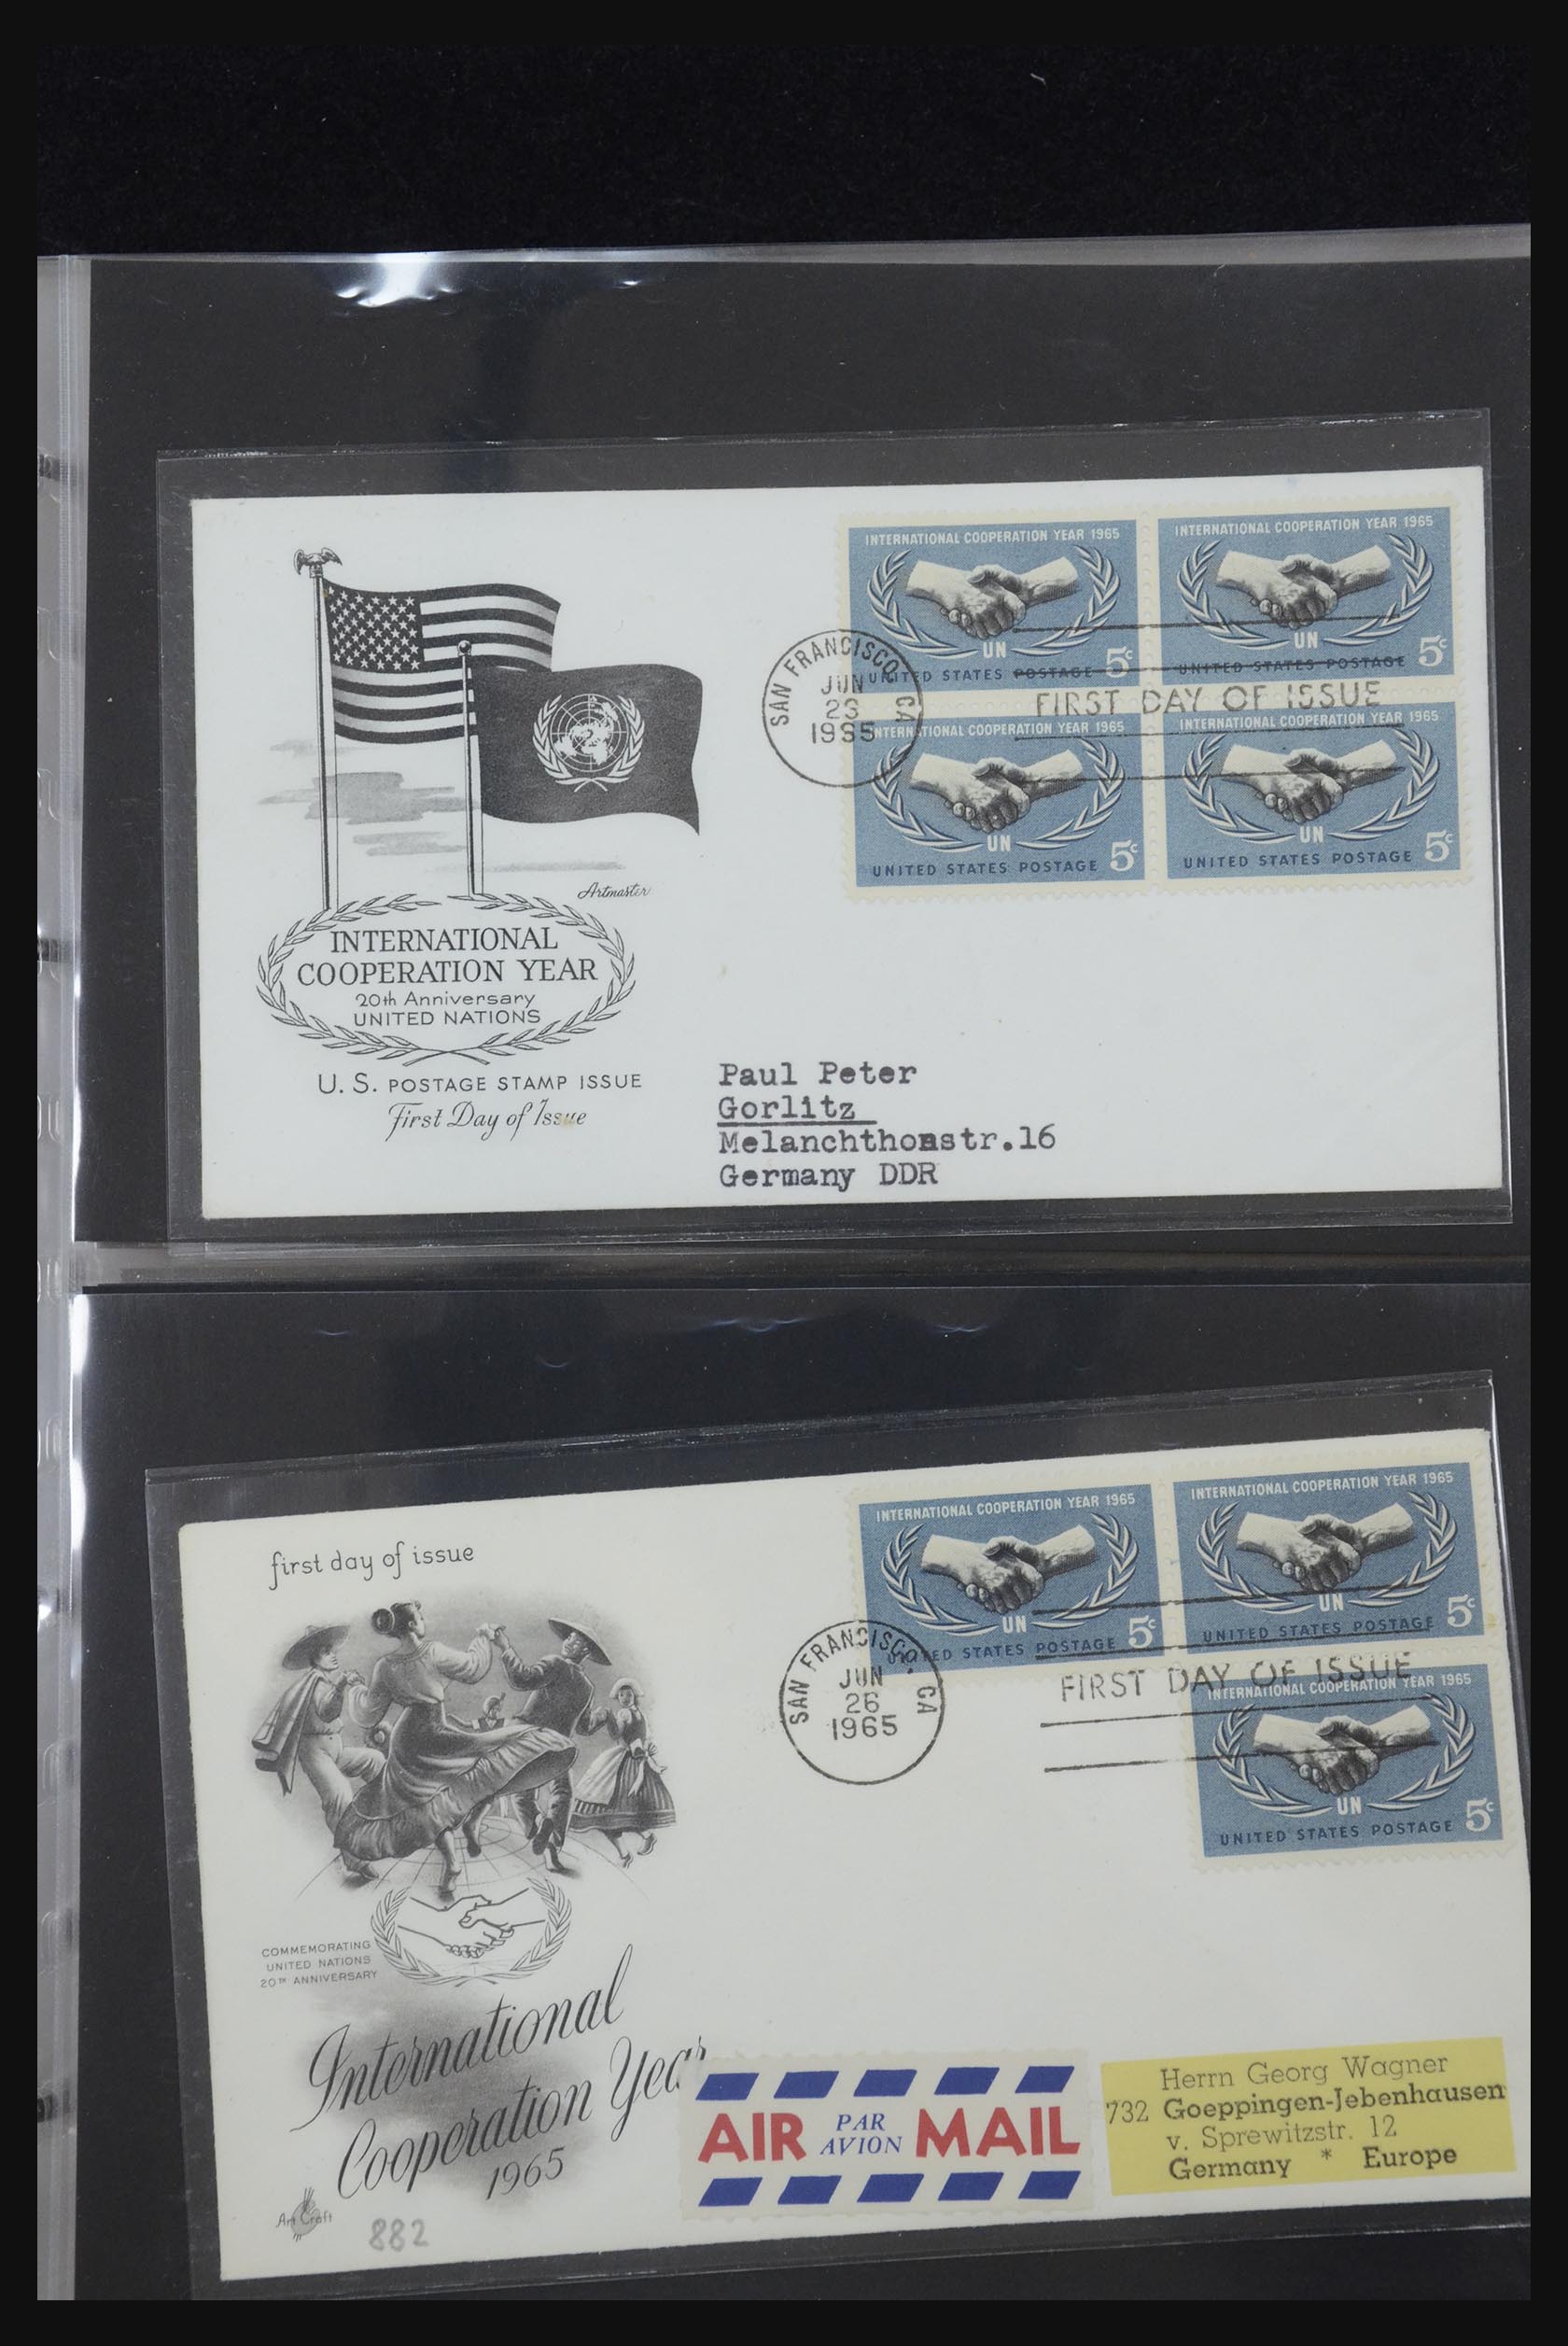 INTERNATIONAL COOPERATION YEAR 1965
UN
UNITED STATES POSTAGE 5c
INTERNATIONAL COOPERATION YEAR 1965
UN
UNITED STATES POSTAGE 5c
SAN FRANCISCO, CA
JUN
23
1965
FIRST DAY OF ISSUE
INTERNATIONAL COOPERATION YEAR 1965
UN
UNITED STATES POSTAGE 5c
INTERNATIONAL COOPERATION YEAR 1965
UN
UNITED STATES POSTAGE 5c
Artmaster
INTERNATIONAL
COOPERATION YEAR
20th Anniversary
UNITED NATIONS
U. S. POSTAGE STAMP ISSUE
First Day of Issue
Paul Peter
Gorlitz
Melanchthonstr.16
Germany DDR
first day of issue
INTERNATIONAL COOPERATION YEAR 1965
UN
UNITED STATES POSTAGE 5c
INTERNATIONAL COOPERATION YEAR 1965
UN
UNITED STATES POSTAGE 5c
SAN FRANCISCO, CA
JUN
26
1965
FIRST DAY OF ISSUE
INTERNATIONAL COOPERATION YEAR 1965
UN
UNITED STATES POSTAGE 5c
COMMEMORATING
UNITED NATIONS
20TH ANNIVERSARY
International
Cooperation Year
1965
Art Craft
882
AIR PAR AVION MAIL
Herrn Georg Wagner
732 Goeppingen-Jebenhausen
v. Sprewitzstr. 12
Germany * Europe